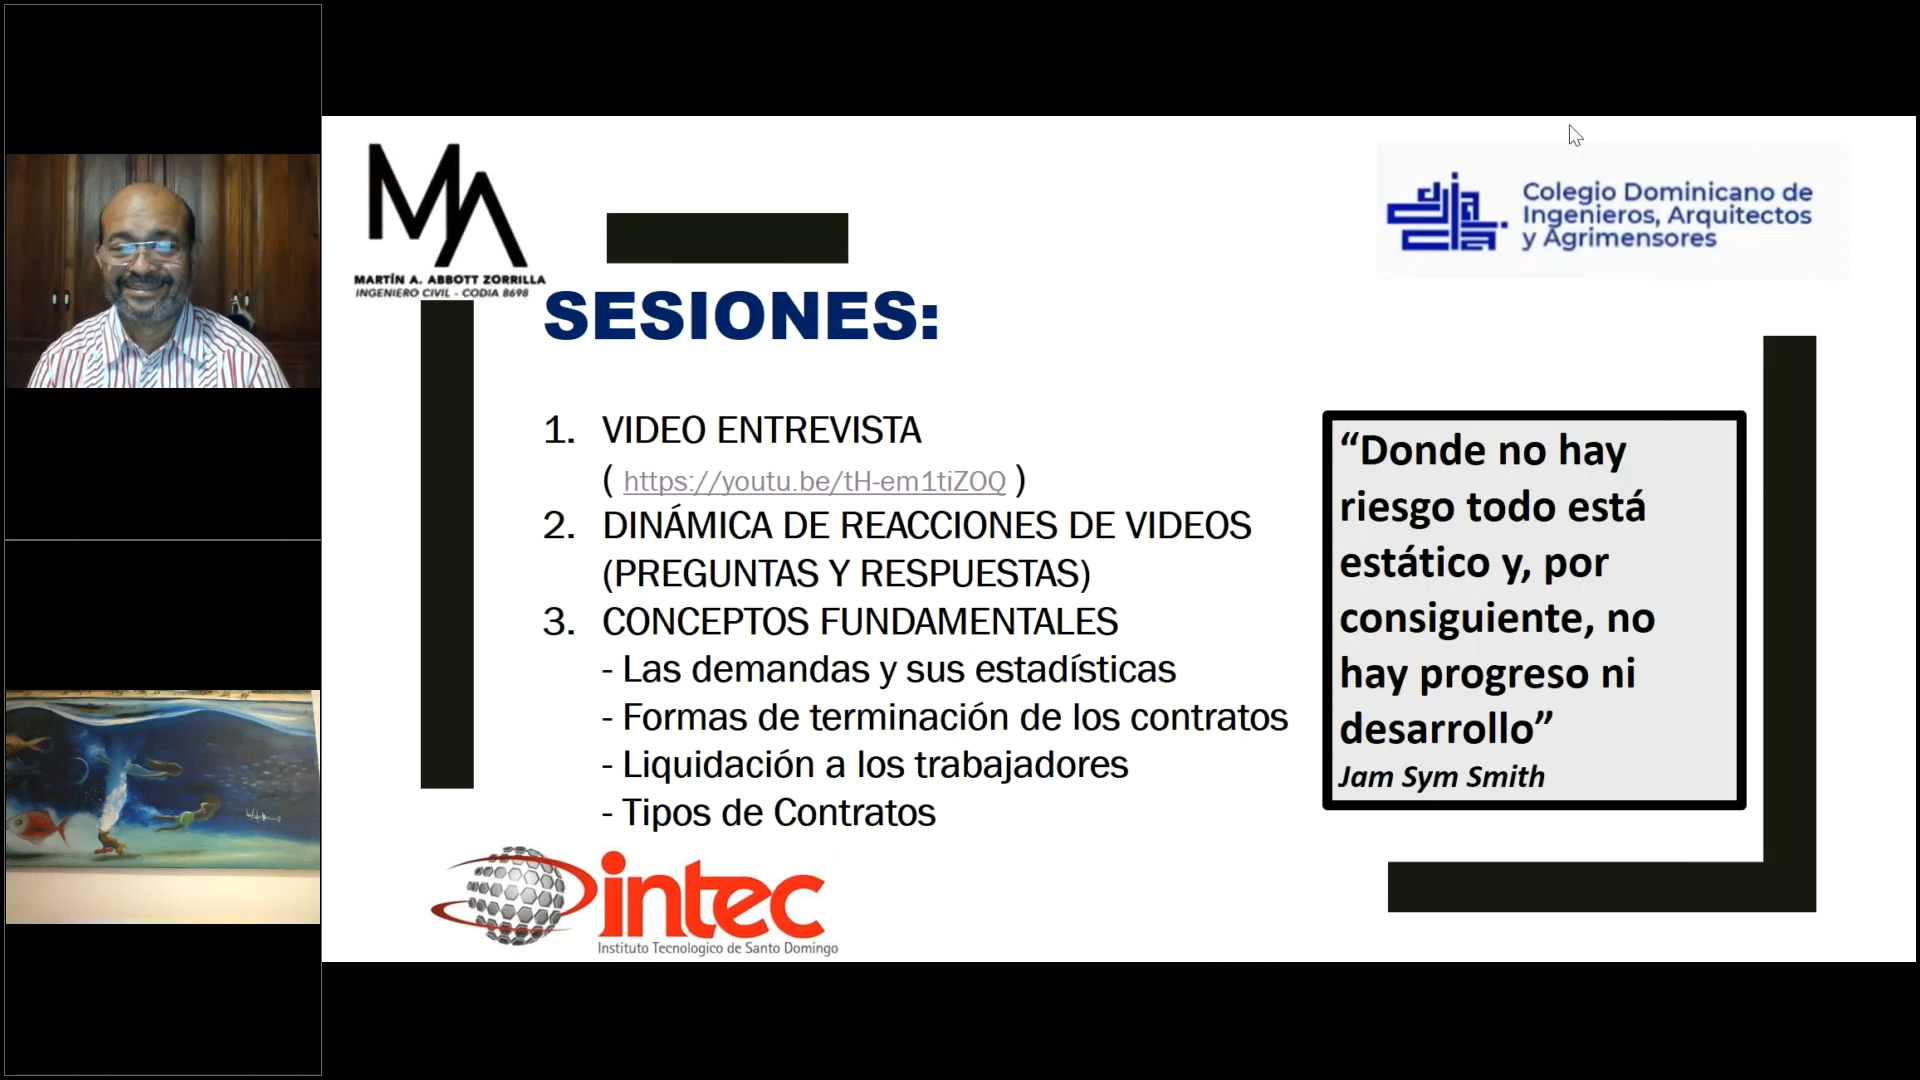 MA
MARTÍN A. ABBOTT ZORRILLA
INGENIERO CIVIL - CODIA 8698
Colegio Dominicano de
Ingenieros, Arquitectos
y Agrimensores
SESIONES:
1. VIDEO ENTREVISTA
( https://youtu.be/tH-em1tiZOQ )
2. DINÁMICA DE REACCIONES DE VIDEOS
(PREGUNTAS Y RESPUESTAS)
3. CONCEPTOS FUNDAMENTALES
- Las demandas y sus estadísticas
- Formas de terminación de los contratos
- Liquidación a los trabajadores
- Tipos de Contratos
“Donde no hay
riesgo todo está
estático y, por
consiguiente, no
hay progreso ni
desarrollo”
Jam Sym Smith
intec
Instituto Tecnologico de Santo Domingo